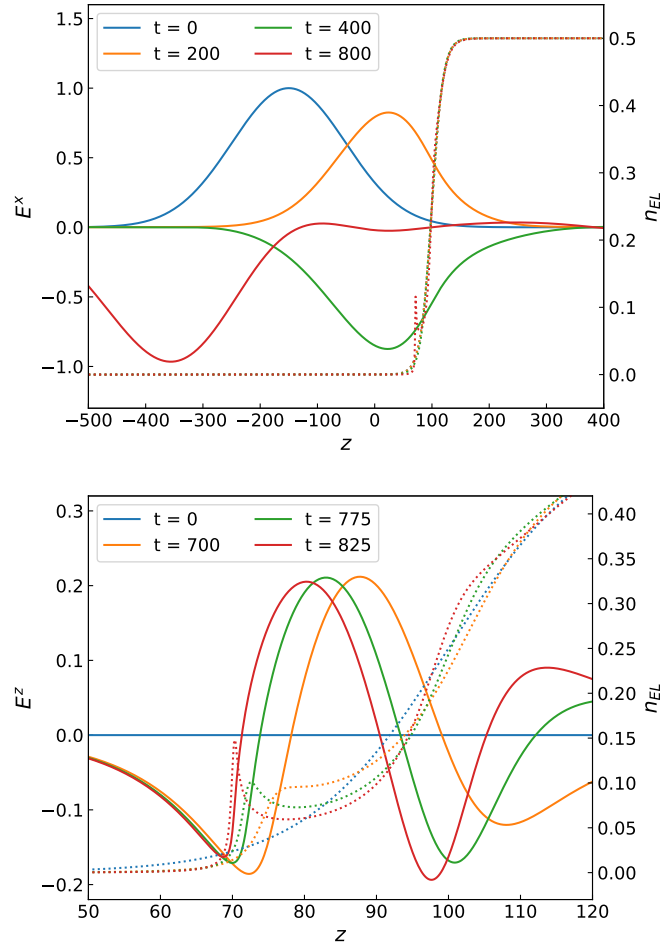 t = 0
t = 200
t = 400
t = 800
1.5
1.0
0.5
0.0
−0.5
−1.0
E^x
0.5
0.4
0.3
0.2
0.1
0.0
n_EL
−500 −400 −300 −200 −100 0 100 200 300 400
z
t = 0
t = 700
t = 775
t = 825
0.3
0.2
0.1
0.0
−0.1
−0.2
E^z
0.40
0.35
0.30
0.25
0.20
0.15
0.10
0.05
0.00
n_EL
50 60 70 80 90 100 110 120
z